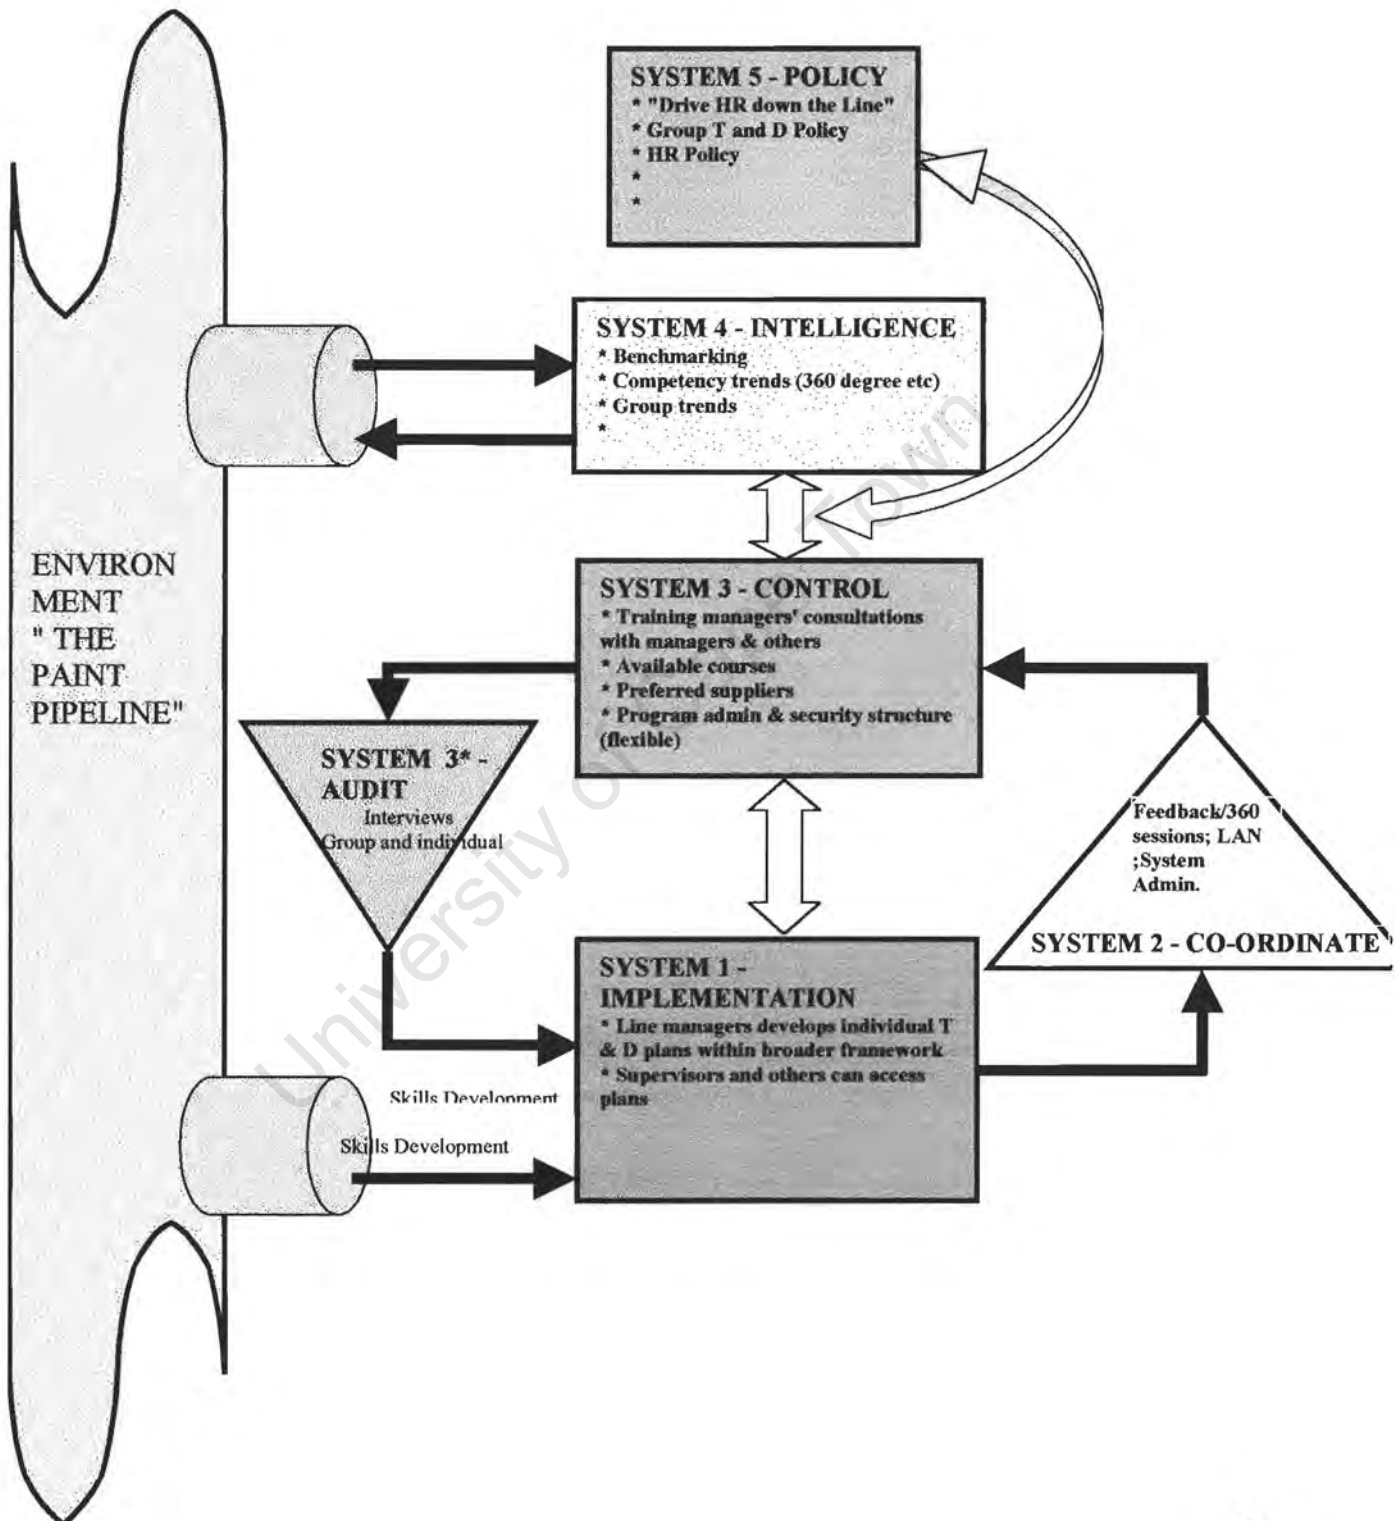 SYSTEM 5 - POLICY
* "Drive HR down the Line"
* Group T and D Policy
* HR Policy
*
*
SYSTEM 4 - INTELLIGENCE
* Benchmarking
* Competency trends (360 degree etc)
* Group trends
*
ENVIRON
MENT
" THE
PAINT
PIPELINE"
SYSTEM 3 - CONTROL
* Training managers' consultations
with managers & others
* Available courses
* Preferred suppliers
* Program admin & security structure
(flexible)
SYSTEM 3* -
AUDIT
Interviews
Group and individual
Feedback/360
sessions; LAN
;System
Admin.
SYSTEM 2 - CO-ORDINATE
SYSTEM 1 -
IMPLEMENTATION
* Line managers develops individual T
& D plans within broader framework
* Supervisors and others can access
plans
Skills Development
Skills Development
University of Town